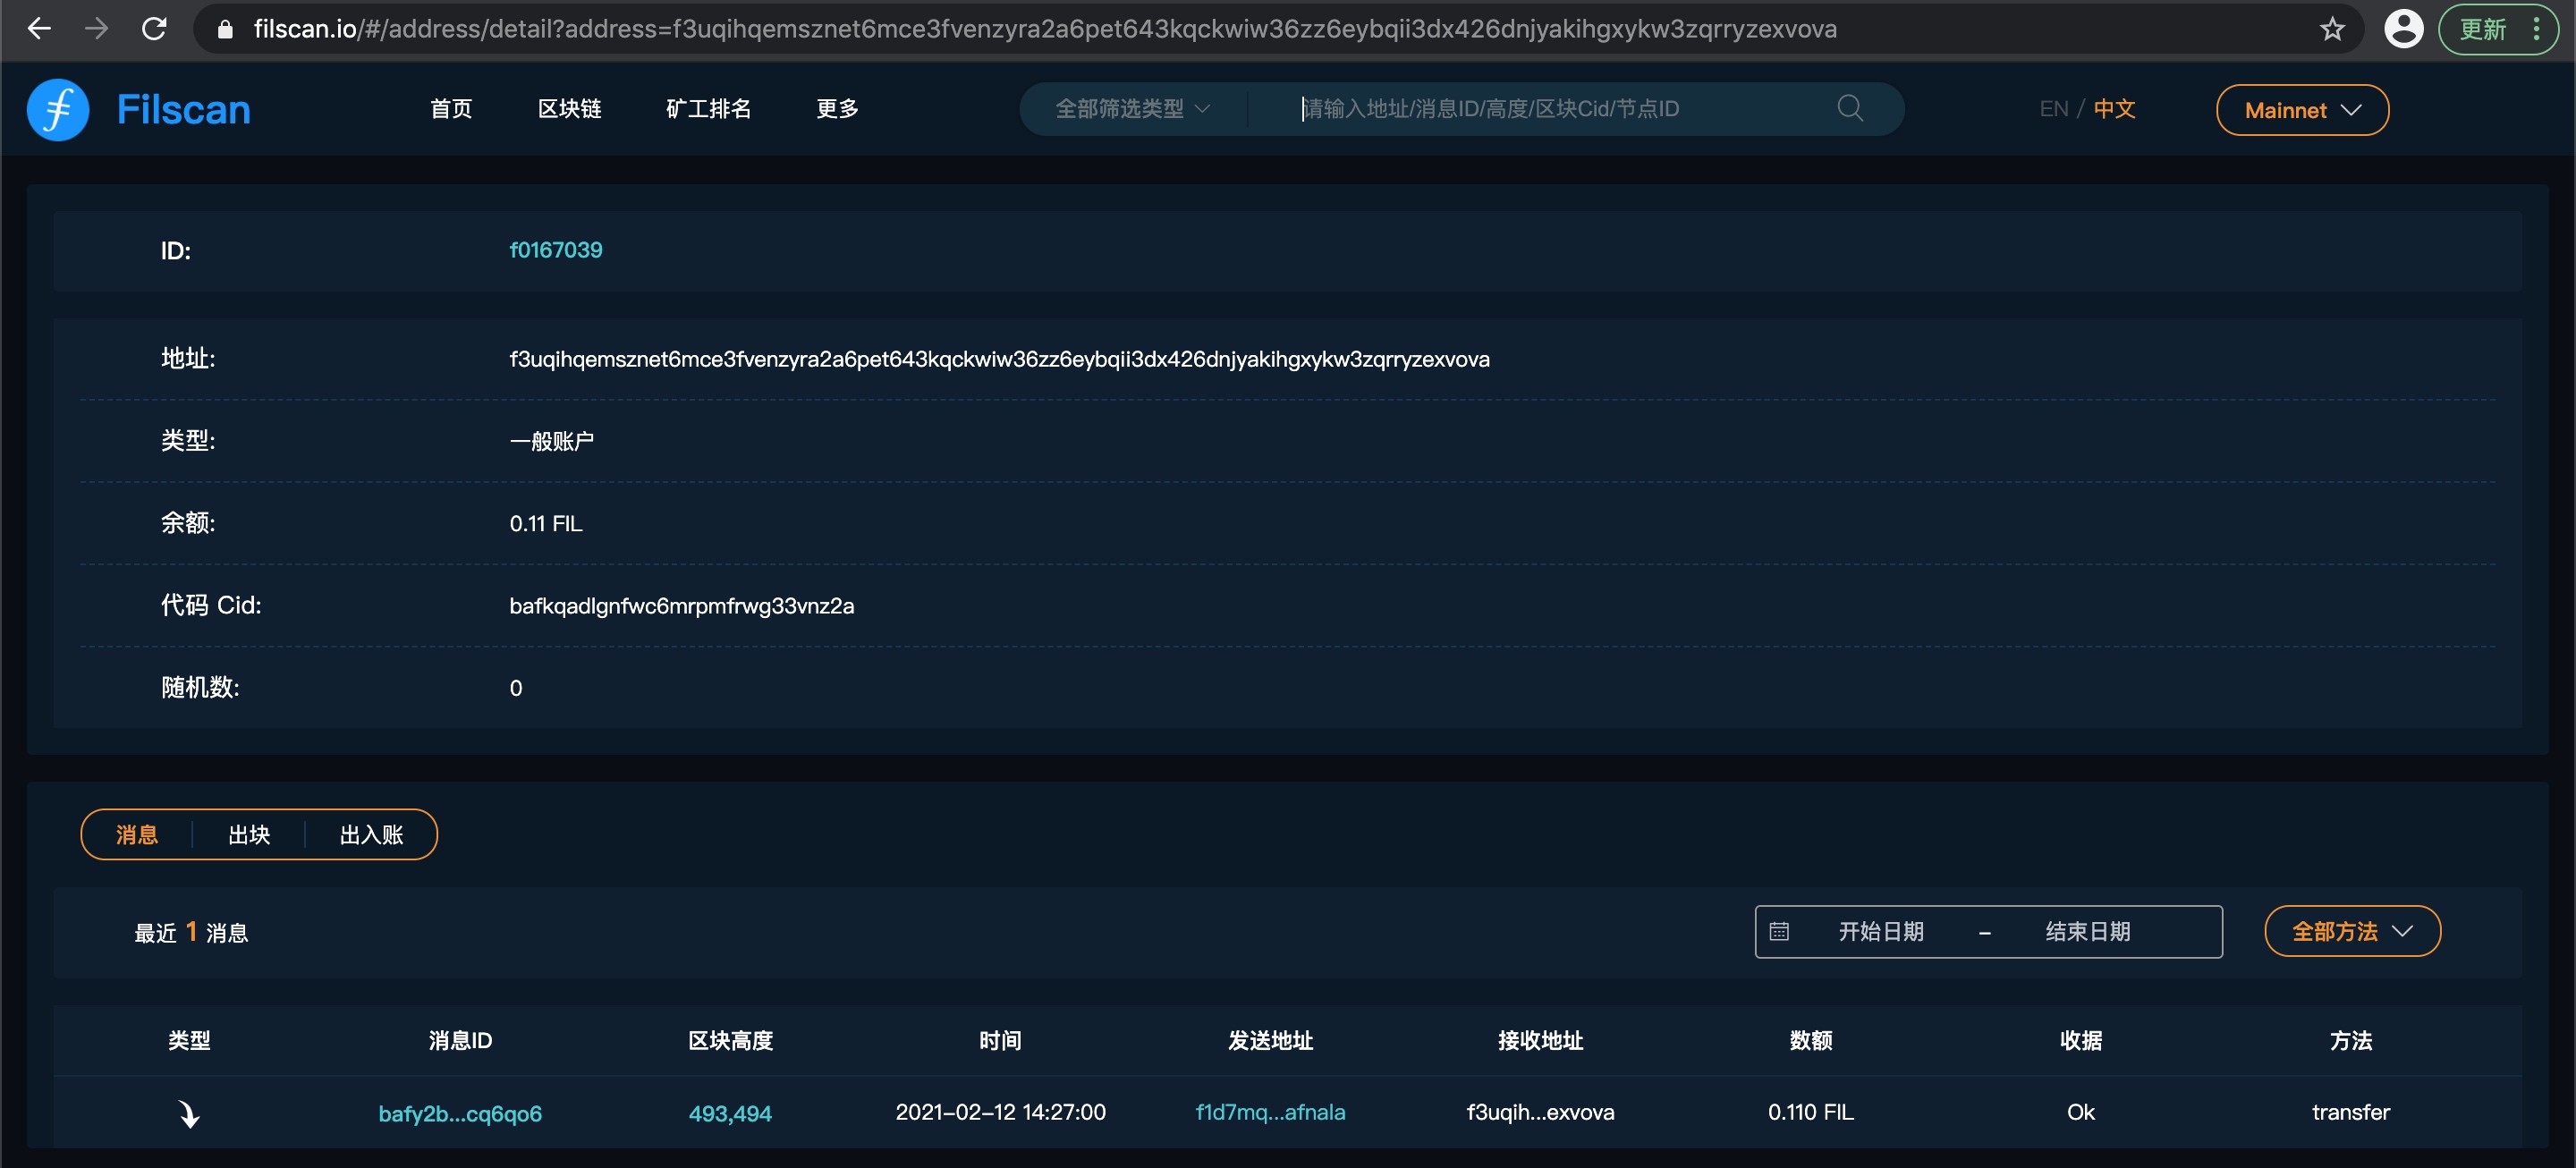 filscan.io/#/address/detail?address=f3uqihqemsznet6mce3fvenzyra2a6pet643kqckwiw36zz6eybqii3dx426dnjyakihgxykw3zqrryzexvova 更新
Filscan 首页 区块链 矿工排名 更多 全部筛选类型 请输入地址/消息ID/高度/区块Cid/节点ID EN / 中文 Mainnet
ID: f0167039
地址: f3uqihqemsznet6mce3fvenzyra2a6pet643kqckwiw36zz6eybqii3dx426dnjyakihgxykw3zqrryzexvova
类型: 一般账户
余额: 0.11 FIL
代码 Cid: bafkqadlgnfwc6mrpmfrwg33vnz2a
随机数: 0
消息 出块 出入账
最近 1 消息 开始日期 – 结束日期 全部方法
类型 消息ID 区块高度 时间 发送地址 接收地址 数额 收据 方法
bafy2b...cq6qo6 493,494 2021-02-12 14:27:00 f1d7mq...afnala f3uqih...exvova 0.110 FIL Ok transfer